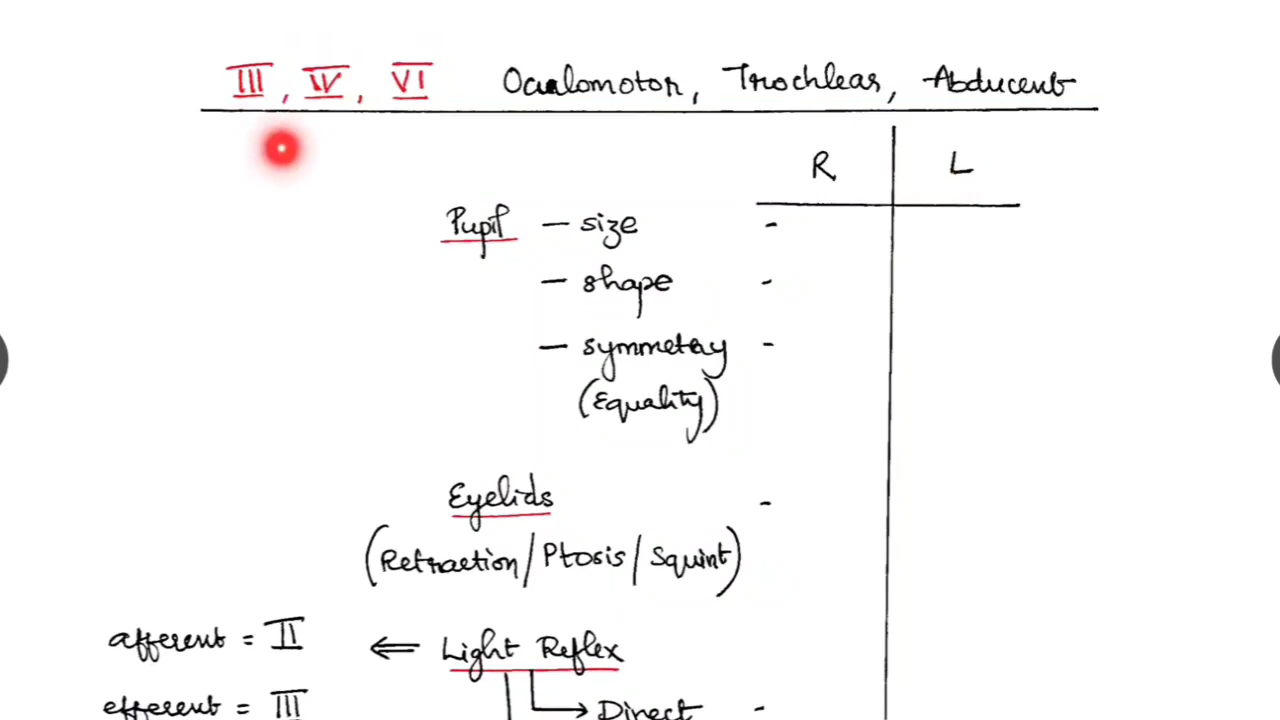 III, IV, VI Oculomotor, Trochlear, Abducent
R L
Pupil — size -
— shape -
— symmetry -
(Equality)
Eyelids -
(Retraction/Ptosis/Squint)
afferent = II ⇐ Light Reflex
efferent = III → Direct -